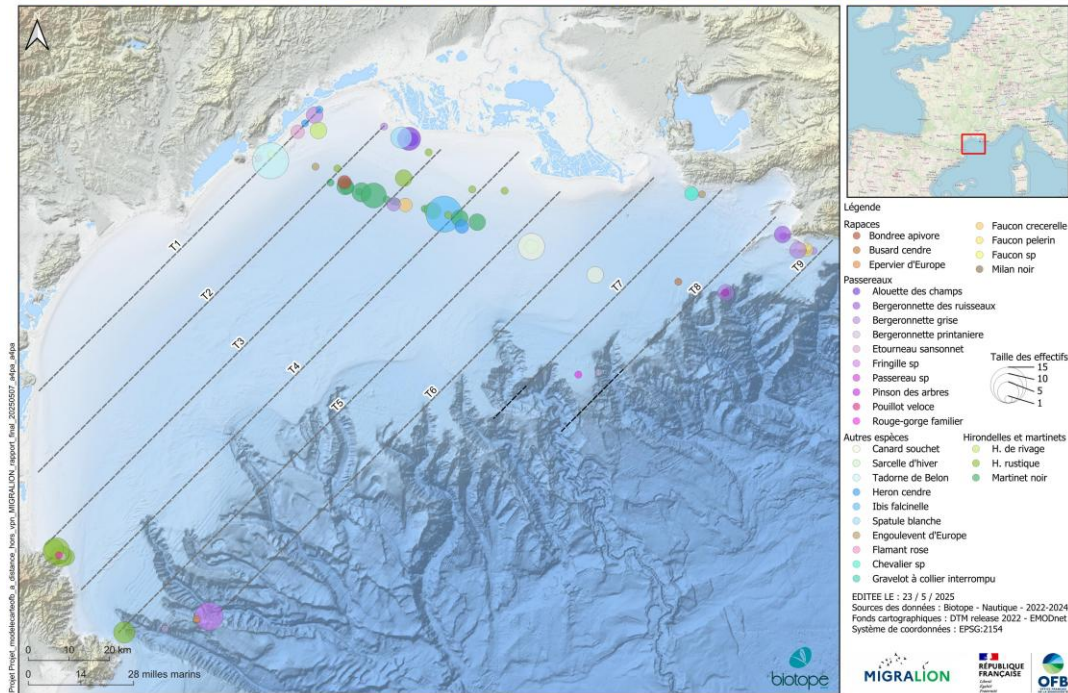 T1
T2
T3
T4
T5
T6
T7
T8
T9
Projet Projet_modelecarteofb_a_distance_hors_vpn_MIGRALION_rapport_final_20250507_a4pa_a4pa
0 10 20 km
0 14 28 milles marins
biotope
Légende
Rapaces
Bondree apivore
Busard cendre
Epervier d'Europe
Faucon crecerelle
Faucon pelerin
Faucon sp
Milan noir
Passereaux
Alouette des champs
Bergeronnette des ruisseaux
Bergeronnette grise
Bergeronnette printaniere
Etourneau sansonnet
Fringille sp
Passereau sp
Pinson des arbres
Pouillot veloce
Rouge-gorge familier
Taille des effectifs
15
10
5
1
Autres espèces
Canard souchet
Sarcelle d'hiver
Tadorne de Belon
Heron cendre
Ibis falcinelle
Spatule blanche
Engoulevent d'Europe
Flamant rose
Chevalier sp
Gravelot à collier interrompu
Hirondelles et martinets
H. de rivage
H. rustique
Martinet noir
EDITEE LE : 23 / 5 / 2025
Sources des données : Biotope - Nautique - 2022-2024
Fonds cartographiques : DTM release 2022 - EMODnet
Système de coordonnées : EPSG:2154
MIGRALION
RÉPUBLIQUE
FRANÇAISE
Liberté
Égalité
Fraternité
OFB